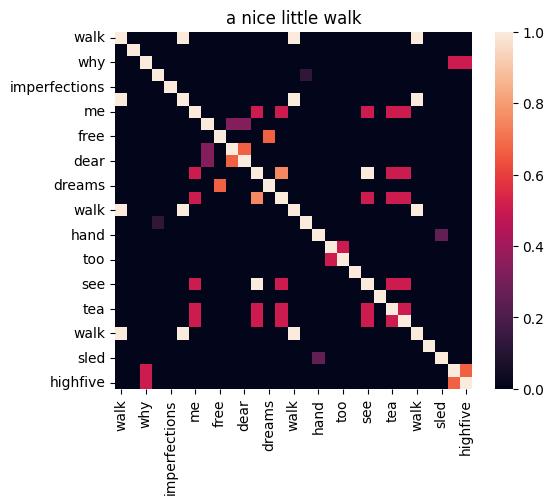 a nice little walk
walk
why
imperfections
me
free
dear
dreams
walk
hand
too
see
tea
walk
sled
highfive
walk
why
imperfections
me
free
dear
dreams
walk
hand
too
see
tea
walk
sled
highfive
1.0
0.8
0.6
0.4
0.2
0.0